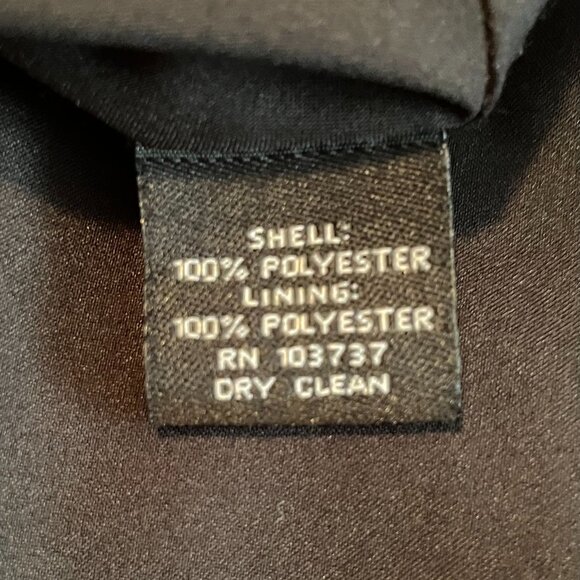 SHELL:
100% POLYESTER
LINING:
100% POLYESTER
RN 103737
DRY CLEAN